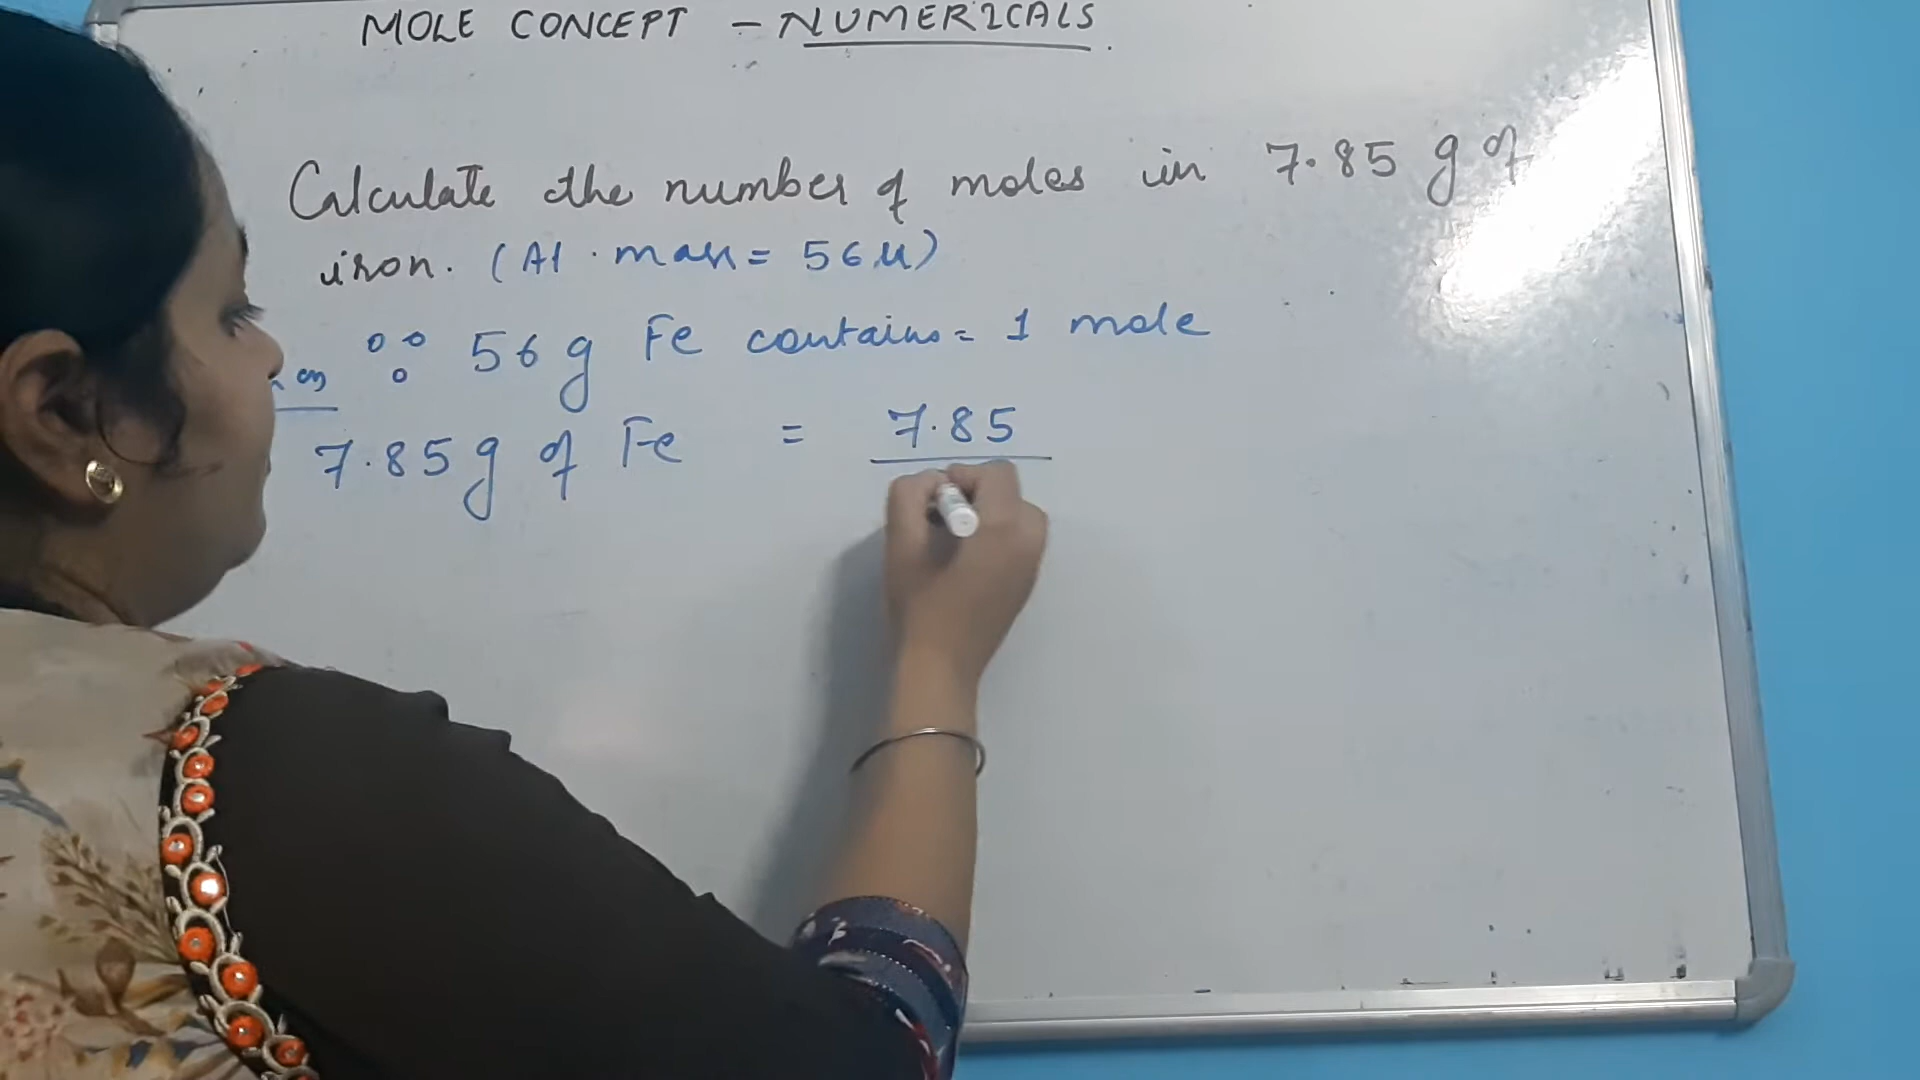 MOLE CONCEPT - NUMERICALS
Calculate the number of moles in 7.85 g of
iron. (At. mass = 56 u)
∵ 56 g Fe contains = 1 mole
7.85 g of Fe = 7.85